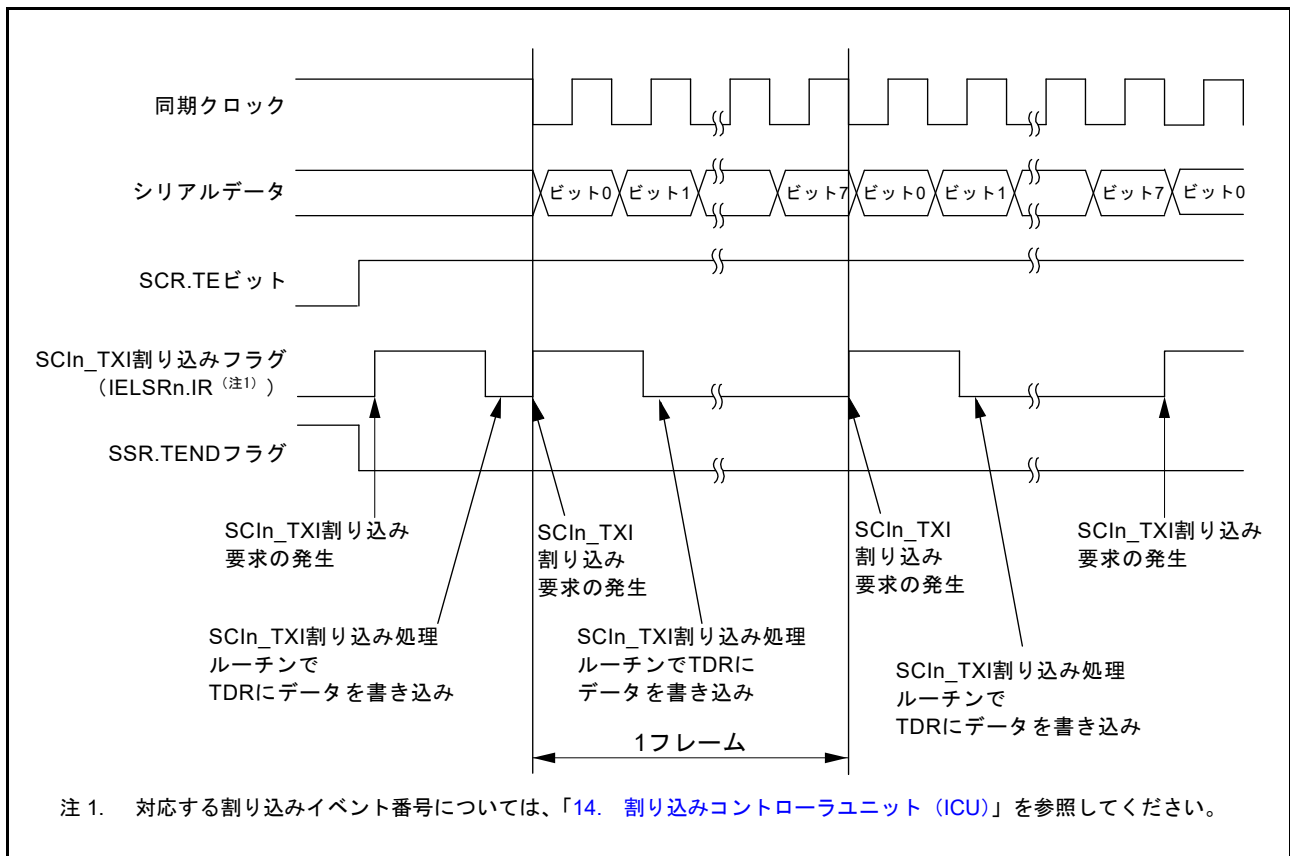 同期クロック
シリアルデータ
ビット0 ビット1 ビット7 ビット0 ビット1 ビット7 ビット0
SCR.TEビット
SCIn_TXI割り込みフラグ
（IELSRn.IR（注1））
SSR.TENDフラグ
SCIn_TXI割り込み
要求の発生
SCIn_TXI
割り込み
要求の発生
SCIn_TXI
割り込み
要求の発生
SCIn_TXI割り込み
要求の発生
SCIn_TXI割り込み処理
ルーチンで
TDRにデータを書き込み
SCIn_TXI割り込み処理
ルーチンでTDRに
データを書き込み
SCIn_TXI割り込み処理
ルーチンで
TDRにデータを書き込み
1フレーム
注 1. 対応する割り込みイベント番号については、「14. 割り込みコントローラユニット（ICU）」を参照してください。